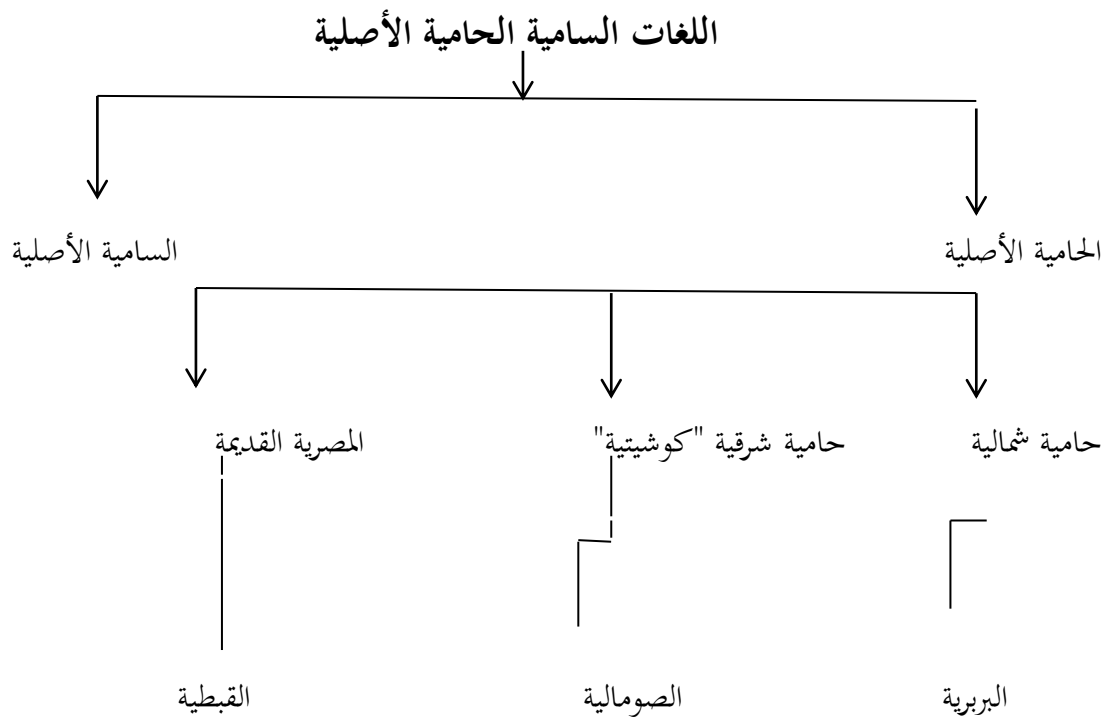 اللغات السامية الحامية الأصلية
الحامية الأصلية
السامية الأصلية
حامية شمالية
حامية شرقية "كوشيتية"
المصرية القديمة
البربرية
الصومالية
القبطية